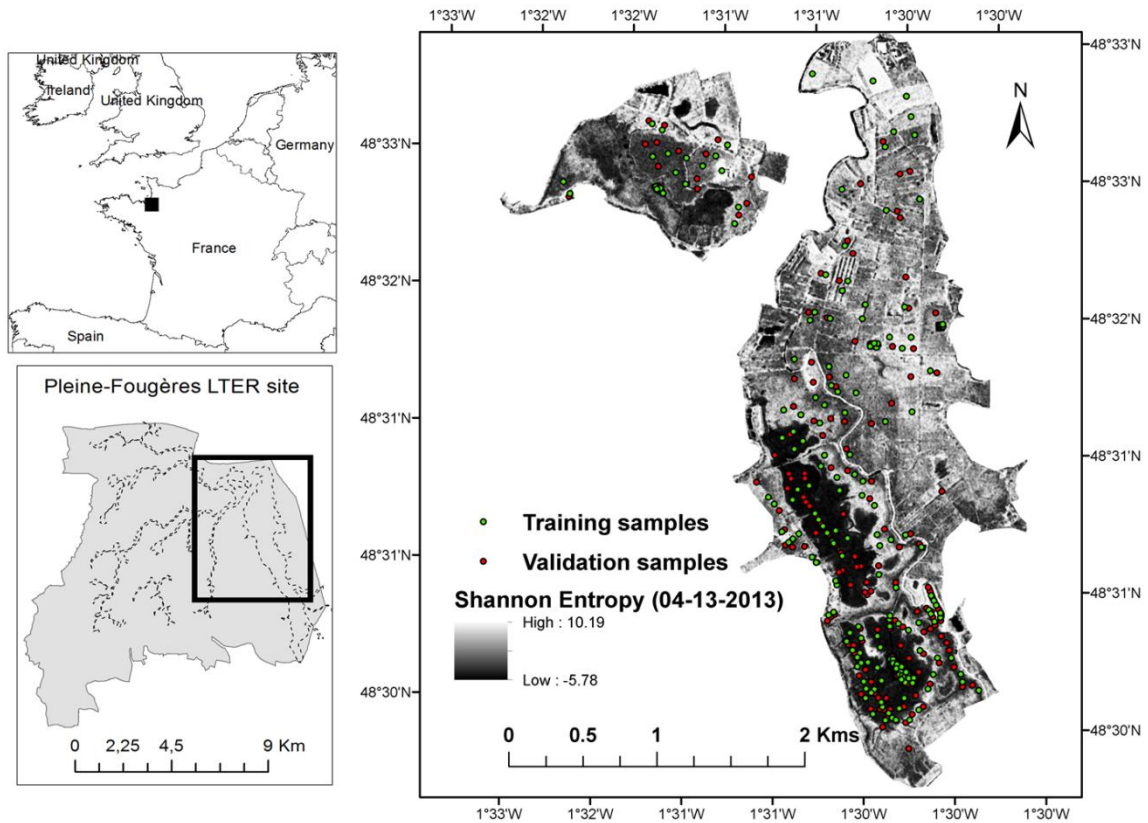 United Kingdom
Ireland
United Kingdom
Germany
France
Spain
Pleine-Fougères LTER site
0 2,25 4,5 9 Km
1°33'W 1°32'W 1°32'W 1°31'W 1°31'W 1°30'W 1°30'W
48°33'N
48°33'N
48°32'N
48°31'N
48°31'N
48°30'N
48°33'N
48°33'N
48°32'N
48°31'N
48°31'N
48°30'N
N
Training samples
Validation samples
Shannon Entropy (04-13-2013)
High : 10.19
Low : -5.78
0 0.5 1 2 Kms
1°33'W 1°32'W 1°32'W 1°31'W 1°30'W 1°30'W 1°30'W